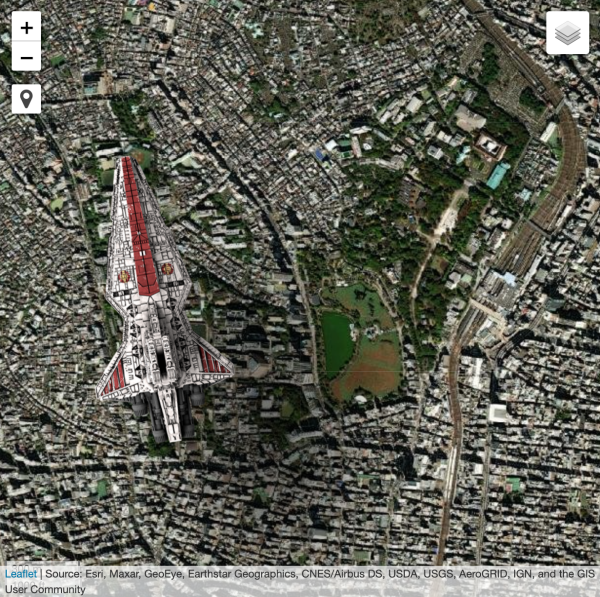 +
−
Leaflet | Source: Esri, Maxar, GeoEye, Earthstar Geographics, CNES/Airbus DS, USDA, USGS, AeroGRID, IGN, and the GIS
User Community